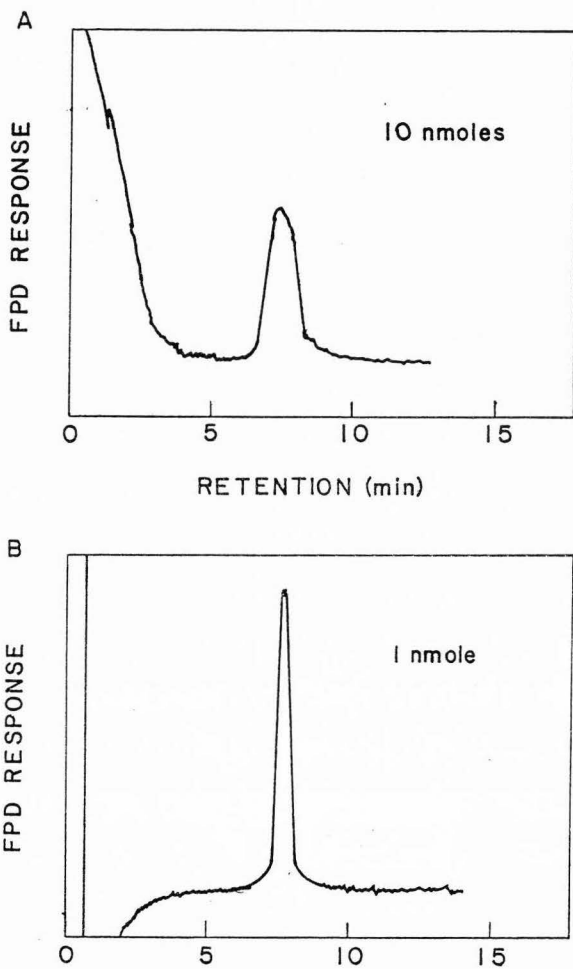 A
FPD RESPONSE
10 nmoles
0 5 10 15
RETENTION (min)
B
FPD RESPONSE
1 nmole
0 5 10 15